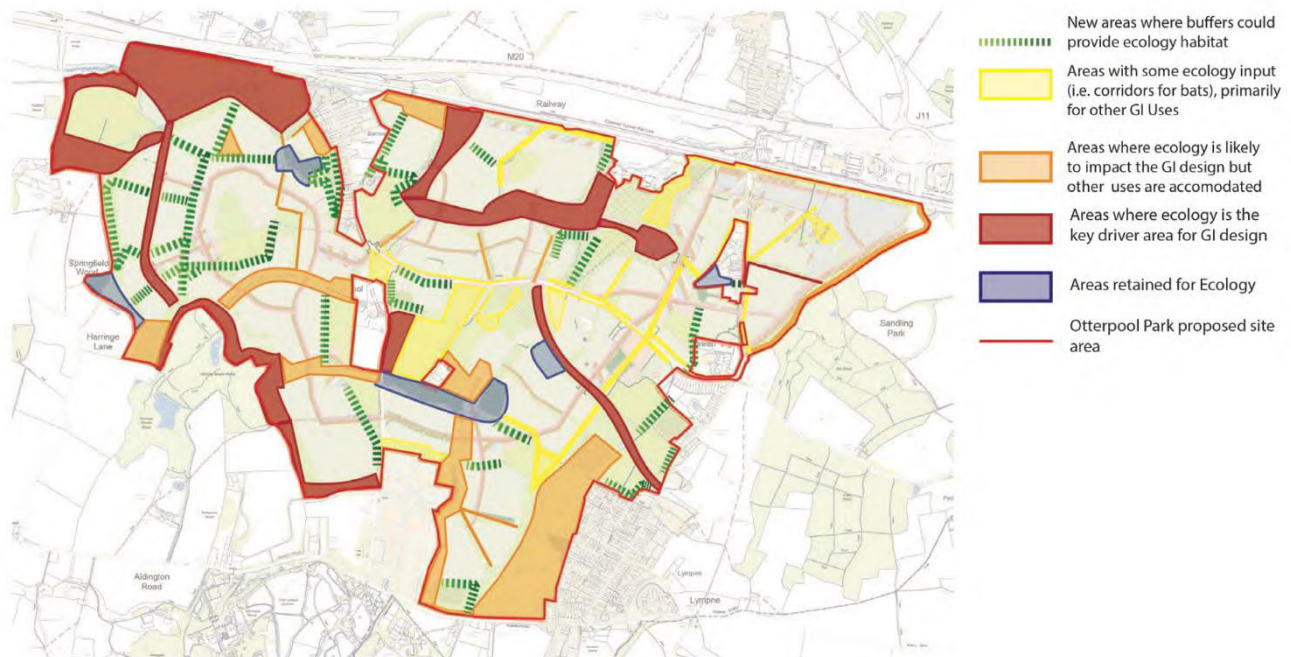 M20
Railway
J11
Springfield
Wood
Harringe
Lane
Sandling
Park
Aldington
Road
Lympne
Lympne
New areas where buffers could
provide ecology habitat
Areas with some ecology input
(i.e. corridors for bats), primarily
for other GI Uses
Areas where ecology is likely
to impact the GI design but
other uses are accomodated
Areas where ecology is the
key driver area for GI design
Areas retained for Ecology
Otterpool Park proposed site
area